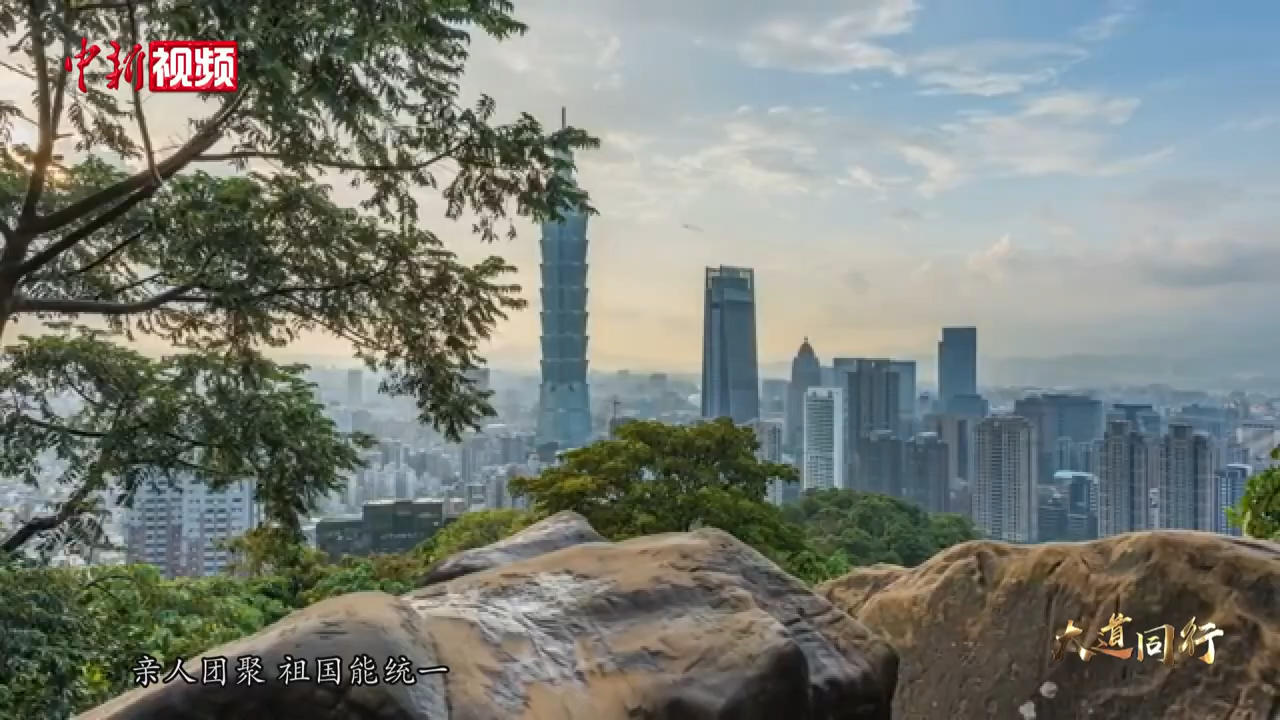 中新视频
亲人团聚 祖国能统一
大道同行